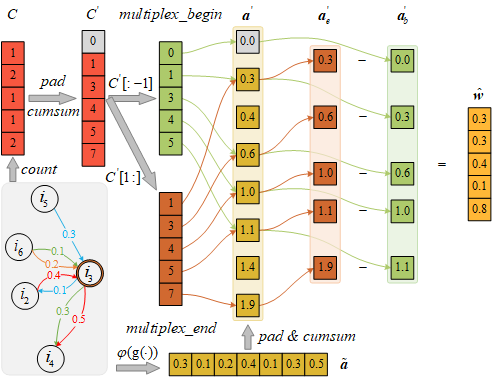 C
C'
multiplex_begin
a'
a'_e
a'_b
1
2
1
1
1
2
0
1
3
4
5
7
pad
cumsum
C'[: −1]
C'[1:]
0
1
3
4
5
1
3
4
5
7
0.0
0.3
0.4
0.6
1.0
1.1
1.4
1.9
0.3
0.6
1.0
1.1
1.9
−
−
−
−
−
0.0
0.3
0.6
1.0
1.1
=
ŵ
0.3
0.3
0.4
0.1
0.8
count
i_5
i_6
i_3
i_2
i_4
0.3
0.1
0.2
0.4
0.1
0.3
0.5
multiplex_end
pad & cumsum
φ(g(·))
0.3 0.1 0.2 0.4 0.1 0.3 0.5
ã